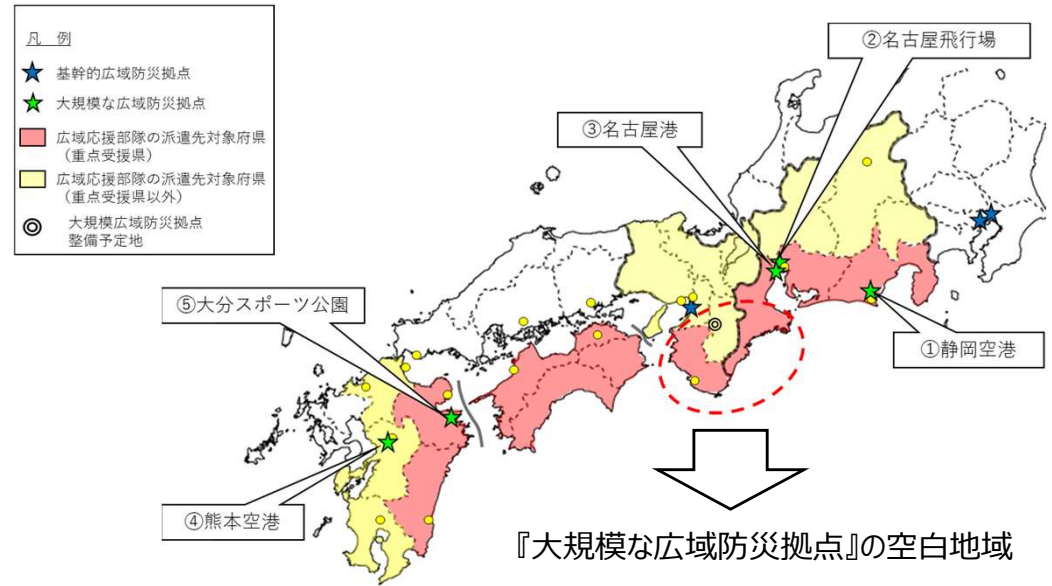 凡 例
基幹的広域防災拠点
大規模な広域防災拠点
広域応援部隊の派遣先対象府県
（重点受援県）
広域応援部隊の派遣先対象府県
（重点受援県以外）
大規模広域防災拠点
整備予定地
②名古屋飛行場
③名古屋港
⑤大分スポーツ公園
①静岡空港
④熊本空港
『大規模な広域防災拠点』の空白地域